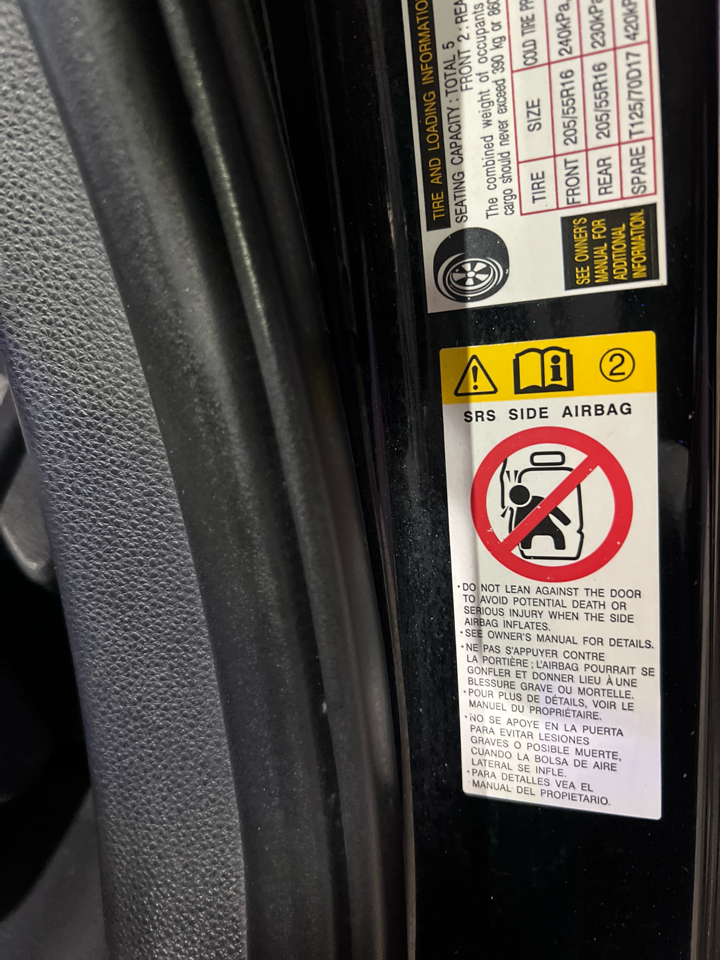 TIRE AND LOADING INFORMATIO
SEATING CAPACITY : TOTAL 5
FRONT 2 : REA
The combined weight of occupants
cargo should never exceed 390 kg or 860
TIRE SIZE COLD TIRE PR
FRONT 205/55R16 240kPa,
REAR 205/55R16 230kP
SPARE T125/70D17 420kP
SEE OWNER'S
MANUAL FOR
ADDITIONAL
INFORMATION.
2
SRS SIDE AIRBAG
・DO NOT LEAN AGAINST THE DOOR
TO AVOID POTENTIAL DEATH OR
SERIOUS INJURY WHEN THE SIDE
AIRBAG INFLATES.
・SEE OWNER'S MANUAL FOR DETAILS.
・NE PAS S'APPUYER CONTRE
LA PORTIÈRE ; L'AIRBAG POURRAIT SE
GONFLER ET DONNER LIEU À UNE
BLESSURE GRAVE OU MORTELLE.
・POUR PLUS DE DÉTAILS, VOIR LE
MANUEL DU PROPRIÉTAIRE.
・NO SE APOYE EN LA PUERTA
PARA EVITAR LESIONES
GRAVES O POSIBLE MUERTE,
CUANDO LA BOLSA DE AIRE
LATERAL SE INFLE.
・PARA DETALLES VEA EL
MANUAL DEL PROPIETARIO.